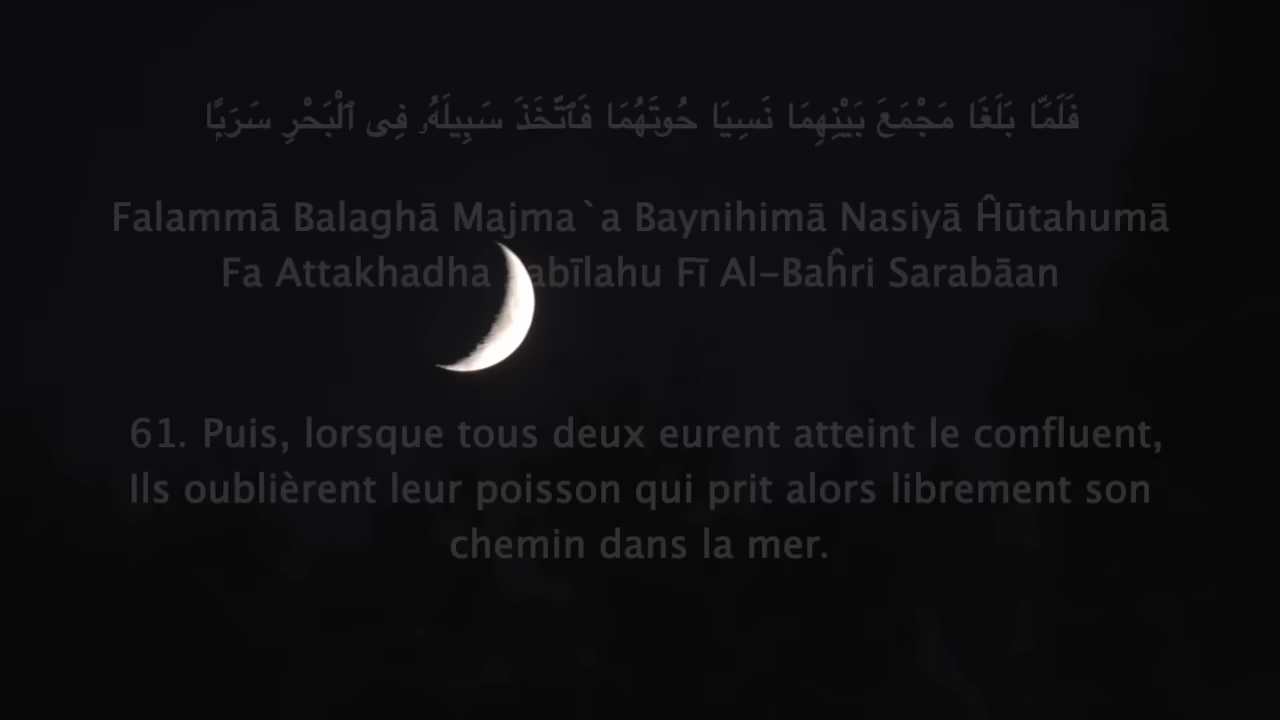 فَلَمَّا بَلَغَا مَجْمَعَ بَيْنِهِمَا نَسِيَا حُوتَهُمَا فَٱتَّخَذَ سَبِيلَهُۥ فِى ٱلْبَحْرِ سَرَبًۭا
Falammā Balaghā Majma`a Baynihimā Nasiyā Ĥūtahumā
Fa Attakhadha abīlahu Fī Al-Baĥri Sarabāan
61. Puis, lorsque tous deux eurent atteint le confluent,
Ils oublièrent leur poisson qui prit alors librement son
chemin dans la mer.